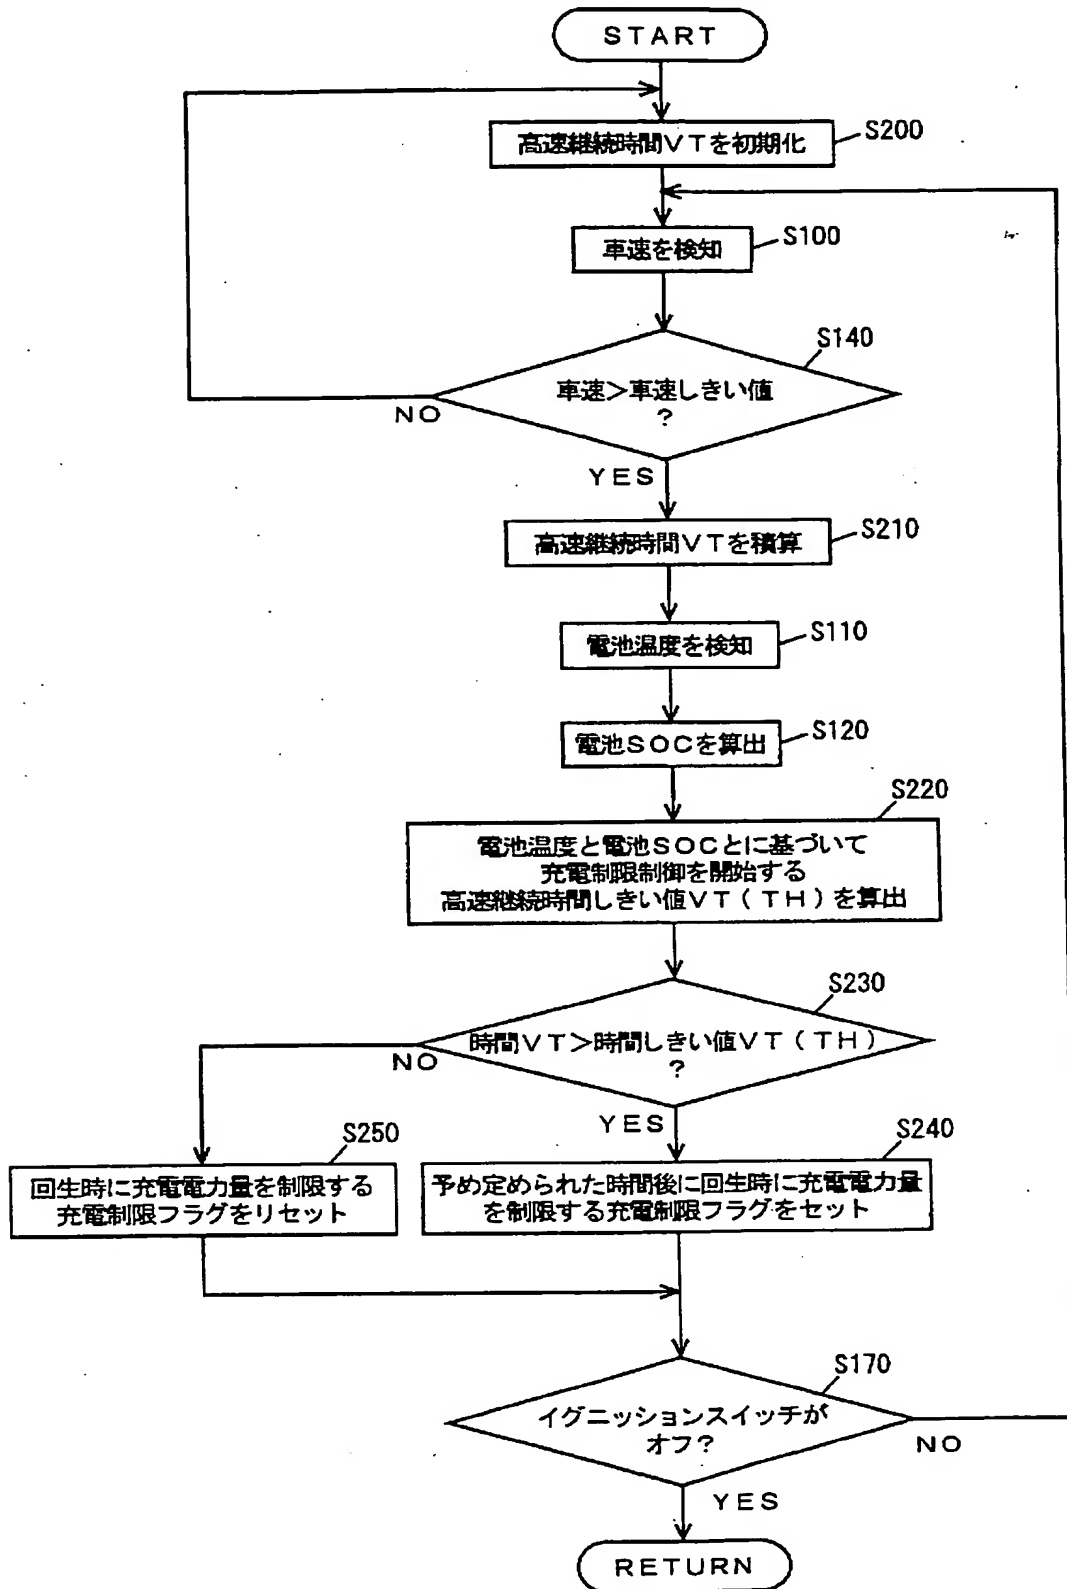 START
高速継続時間VTを初期化
S200
車速を検知
S100
S140
車速＞車速しきい値
？
NO
YES
高速継続時間VTを積算
S210
電池温度を検知
S110
電池SOCを算出
S120
S220
電池温度と電池SOCとに基づいて
充電制限制御を開始する
高速継続時間しきい値VT(TH)を算出
S230
時間VT＞時間しきい値VT(TH)
？
NO
YES
S250
回生時に充電電力量を制限する
充電制限フラグをリセット
S240
予め定められた時間後に回生時に充電電力量
を制限する充電制限フラグをセット
S170
イグニッションスイッチが
オフ？
NO
YES
RETURN